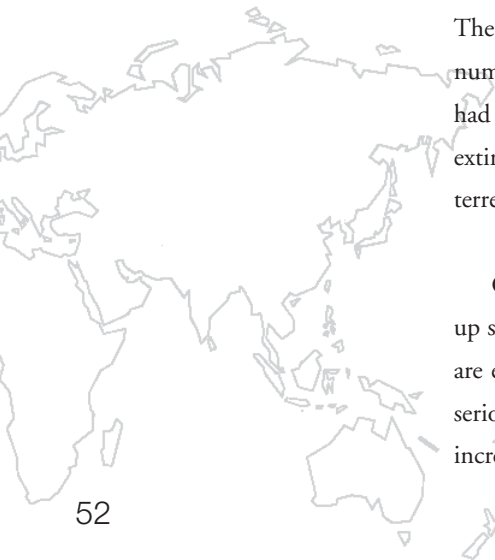 The
num
had
extin
terre
up s
are e
serio
incre
52